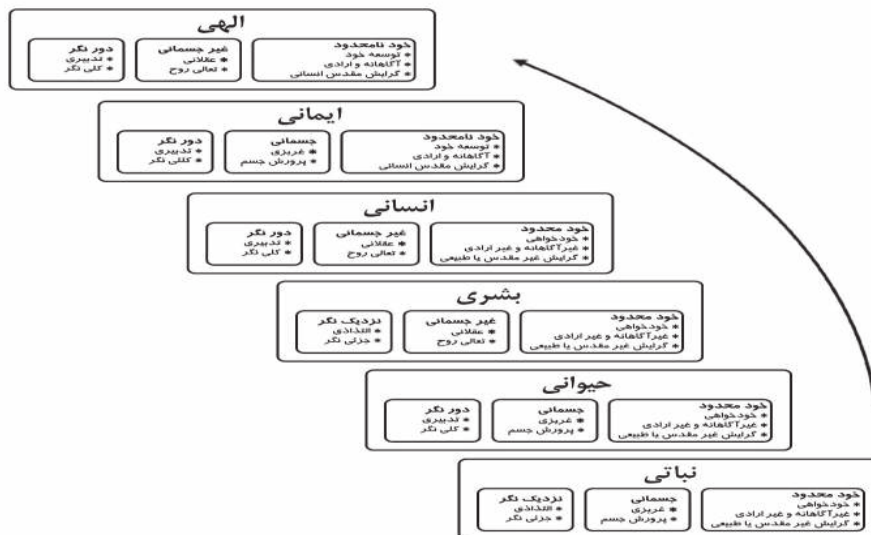 الهی
خود نامحدود
* توسعه خود
* آگاهانه و ارادی
* گرایش مقدس انسانی
غیر جسمانی
* عقلانی
* تعالی روح
دور نگر
* تدبیری
* کلی نگر
ایمانی
خود نامحدود
* توسعه خود
* آگاهانه و ارادی
* گرایش مقدس انسانی
جسمانی
* غریزی
* پرورش جسم
دور نگر
* تدبیری
* کلی نگر
انسانی
خود محدود
* خودخواهی
* غیرآگاهانه و غیر ارادی
* گرایش غیر مقدس یا طبیعی
غیر جسمانی
* عقلانی
* تعالی روح
دور نگر
* تدبیری
* کلی نگر
بشری
خود محدود
* خودخواهی
* غیرآگاهانه و غیر ارادی
* گرایش غیر مقدس یا طبیعی
غیر جسمانی
* عقلانی
* تعالی روح
نزدیک نگر
* التذاذی
* جزئی نگر
حیوانی
خود محدود
* خودخواهی
* غیرآگاهانه و غیر ارادی
* گرایش غیر مقدس یا طبیعی
جسمانی
* غریزی
* پرورش جسم
دور نگر
* تدبیری
* کلی نگر
نباتی
خود محدود
* خودخواهی
* غیرآگاهانه و غیر ارادی
* گرایش غیر مقدس یا طبیعی
جسمانی
* غریزی
* پرورش جسم
نزدیک نگر
* التذاذی
* جزئی نگر